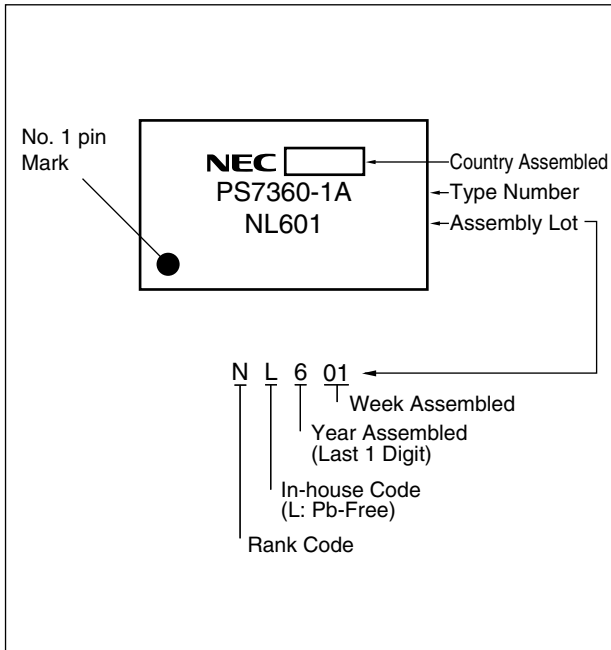 No. 1 pin
Mark
NEC
Country Assembled
PS7360-1A
Type Number
NL601
Assembly Lot
N L 6 01
Week Assembled
Year Assembled
(Last 1 Digit)
In-house Code
(L: Pb-Free)
Rank Code